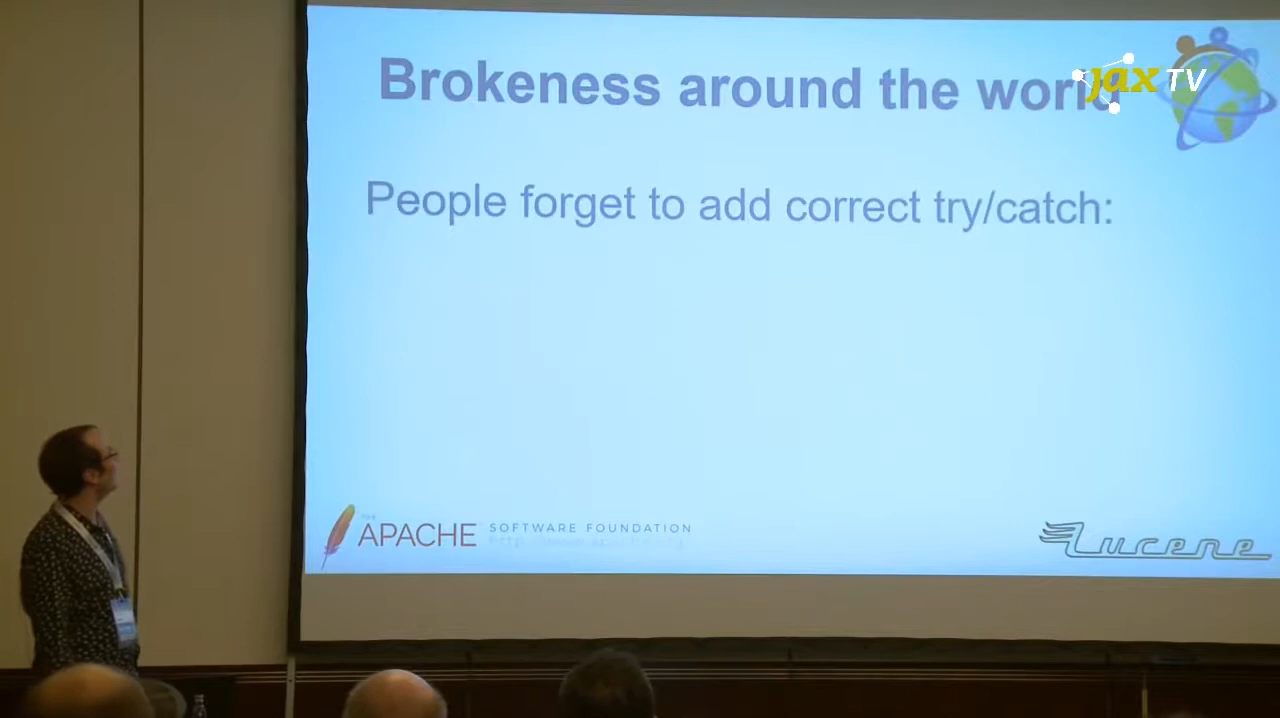 Brokeness around the world
jax TV
People forget to add correct try/catch:
THE
APACHE SOFTWARE FOUNDATION
Lucene